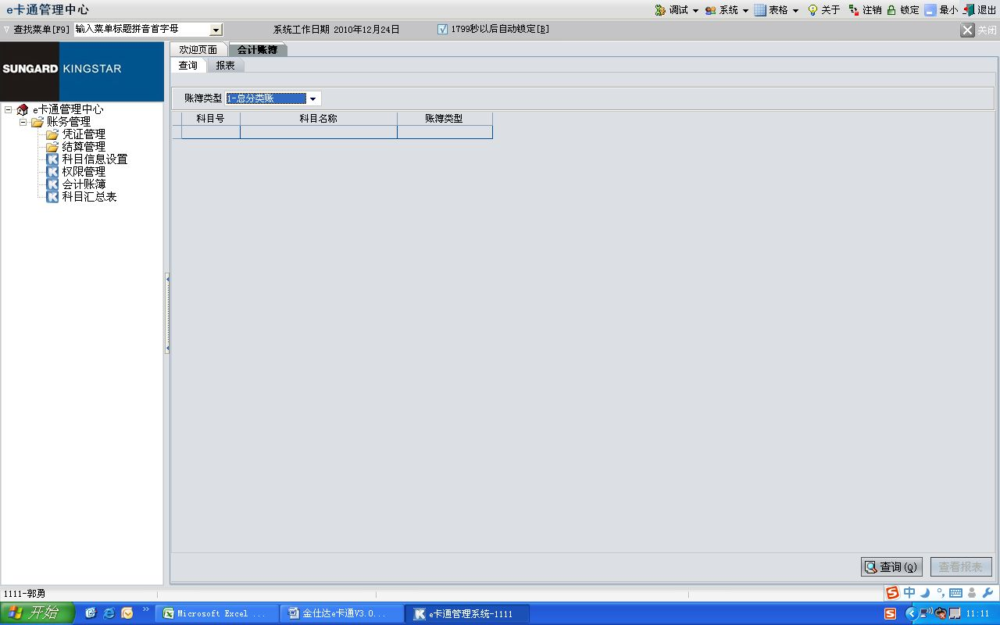 e卡通管理中心 调试 系统 表格 关于 注销 锁定 最小 退出
查找菜单[F9] 输入菜单标题拼音首字母 系统工作日期 2010年12月24日 1799秒以后自动锁定[B] 关闭
SUNGARD KINGSTAR
欢迎页面 会计账簿
查询 报表
账簿类型 1-总分类账
科目号 科目名称 账簿类型
e卡通管理中心
账务管理
凭证管理
结算管理
科目信息设置
权限管理
会计账簿
科目汇总表
查询(Q) 查看报表
1111-郭勇
中
开始 Microsoft Excel ... 金仕达e卡通V3.0... e卡通管理系统-1111 11:11